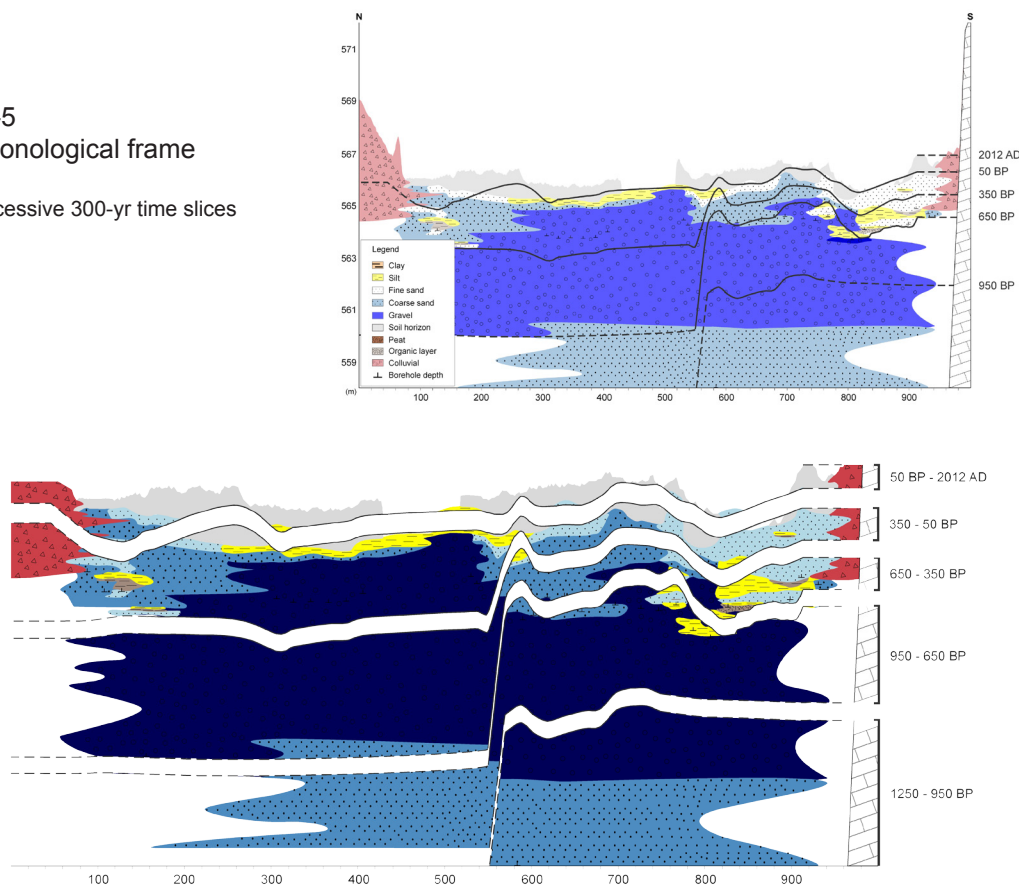 -5
onological frame
cessive 300-yr time slices
N
S
571
569
567
565
563
561
559
(m)
2012 AD
50 BP
350 BP
650 BP
950 BP
Legend
Clay
Silt
Fine sand
Coarse sand
Gravel
Soil horizon
Peat
Organic layer
Colluvial
Borehole depth
100 200 300 400 500 600 700 800 900
50 BP - 2012 AD
350 - 50 BP
650 - 350 BP
950 - 650 BP
1250 - 950 BP
100 200 300 400 500 600 700 800 900